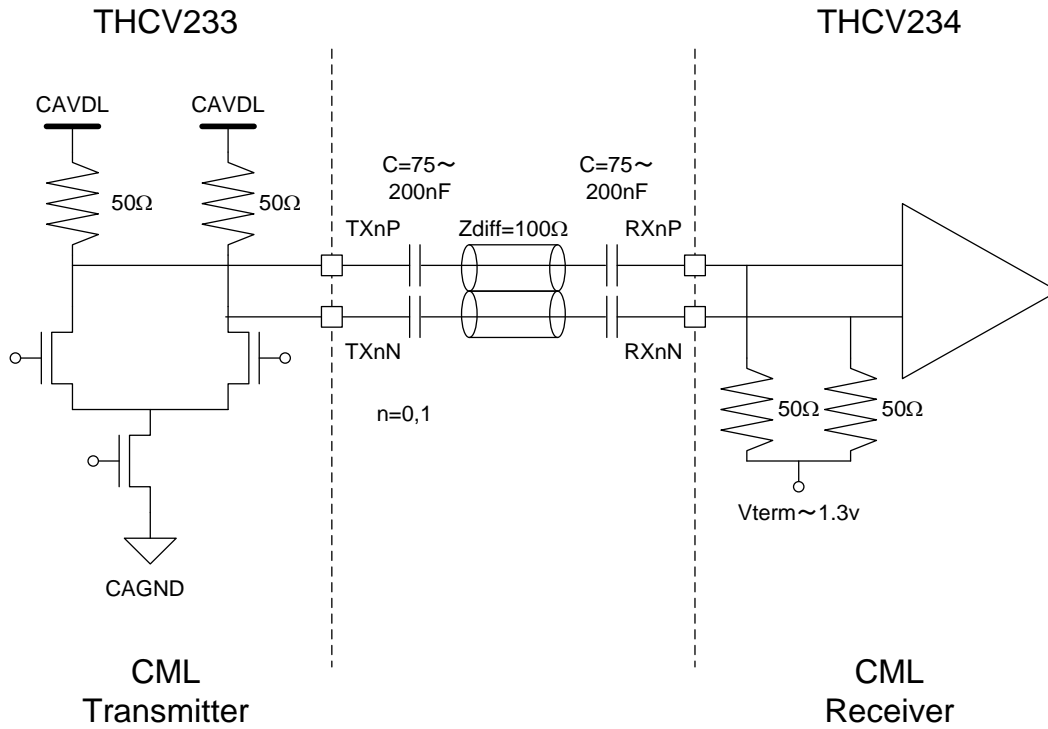 THCV233
THCV234
CAVDL
CAVDL
C=75～
200nF
C=75～
200nF
50Ω
50Ω
TXnP
Zdiff=100Ω
RXnP
TXnN
RXnN
n=0,1
50Ω
50Ω
Vterm～1.3v
CAGND
CML
Transmitter
CML
Receiver